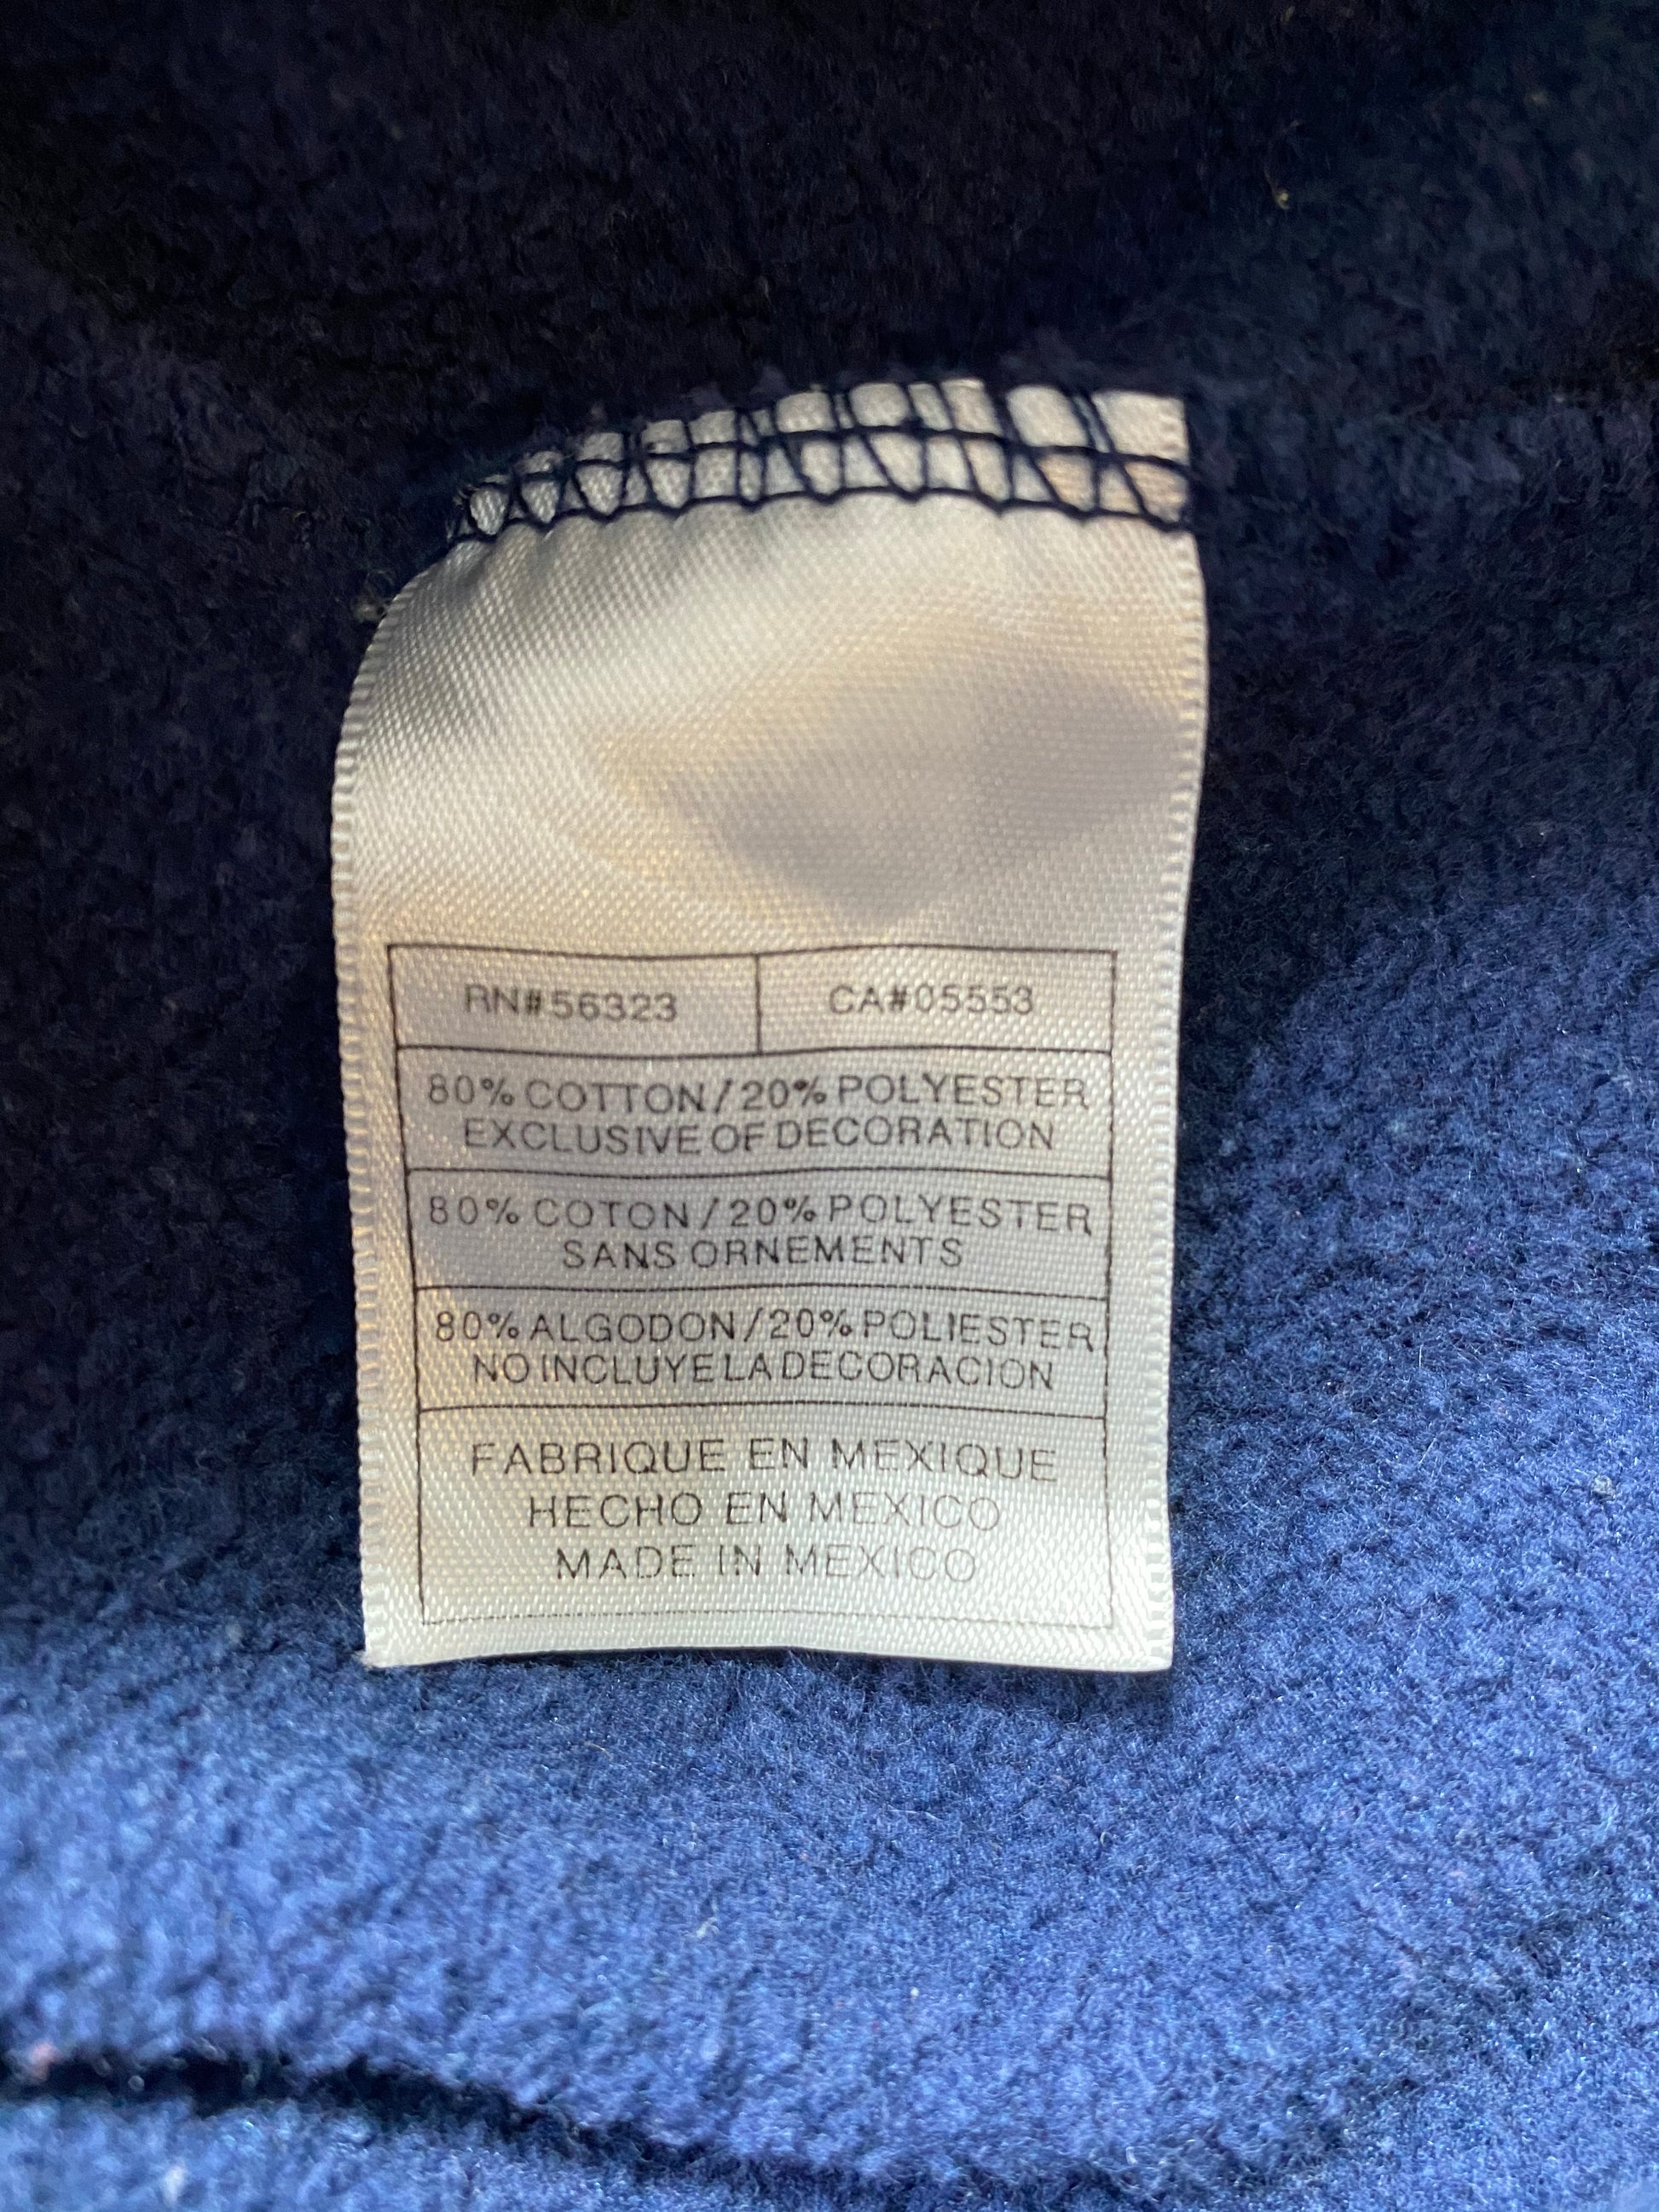 RN#56323 CA#05553
80% COTTON/20% POLYESTER
EXCLUSIVE OF DECORATION
80% COTON/20% POLYESTER
SANS ORNEMENTS
80% ALGODON/20% POLIESTER
NO INCLUYE LA DECORACION
FABRIQUE EN MEXIQUE
HECHO EN MEXICO
MADE IN MEXICO